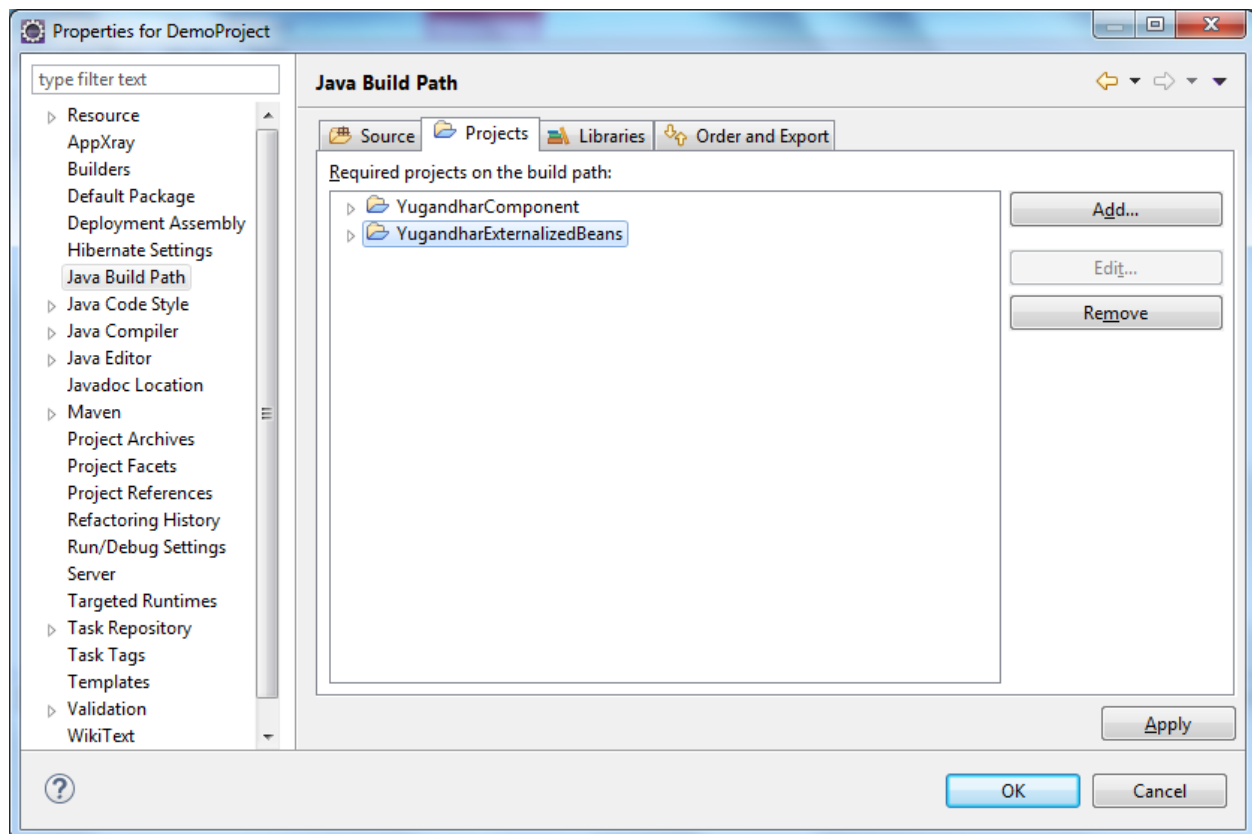 Properties for DemoProject
type filter text
Resource
AppXray
Builders
Default Package
Deployment Assembly
Hibernate Settings
Java Build Path
Java Code Style
Java Compiler
Java Editor
Javadoc Location
Maven
Project Archives
Project Facets
Project References
Refactoring History
Run/Debug Settings
Server
Targeted Runtimes
Task Repository
Task Tags
Templates
Validation
WikiText
Java Build Path
Source Projects Libraries Order and Export
Required projects on the build path:
YugandharComponent
YugandharExternalizedBeans
Add...
Edit...
Remove
Apply
?
OK Cancel